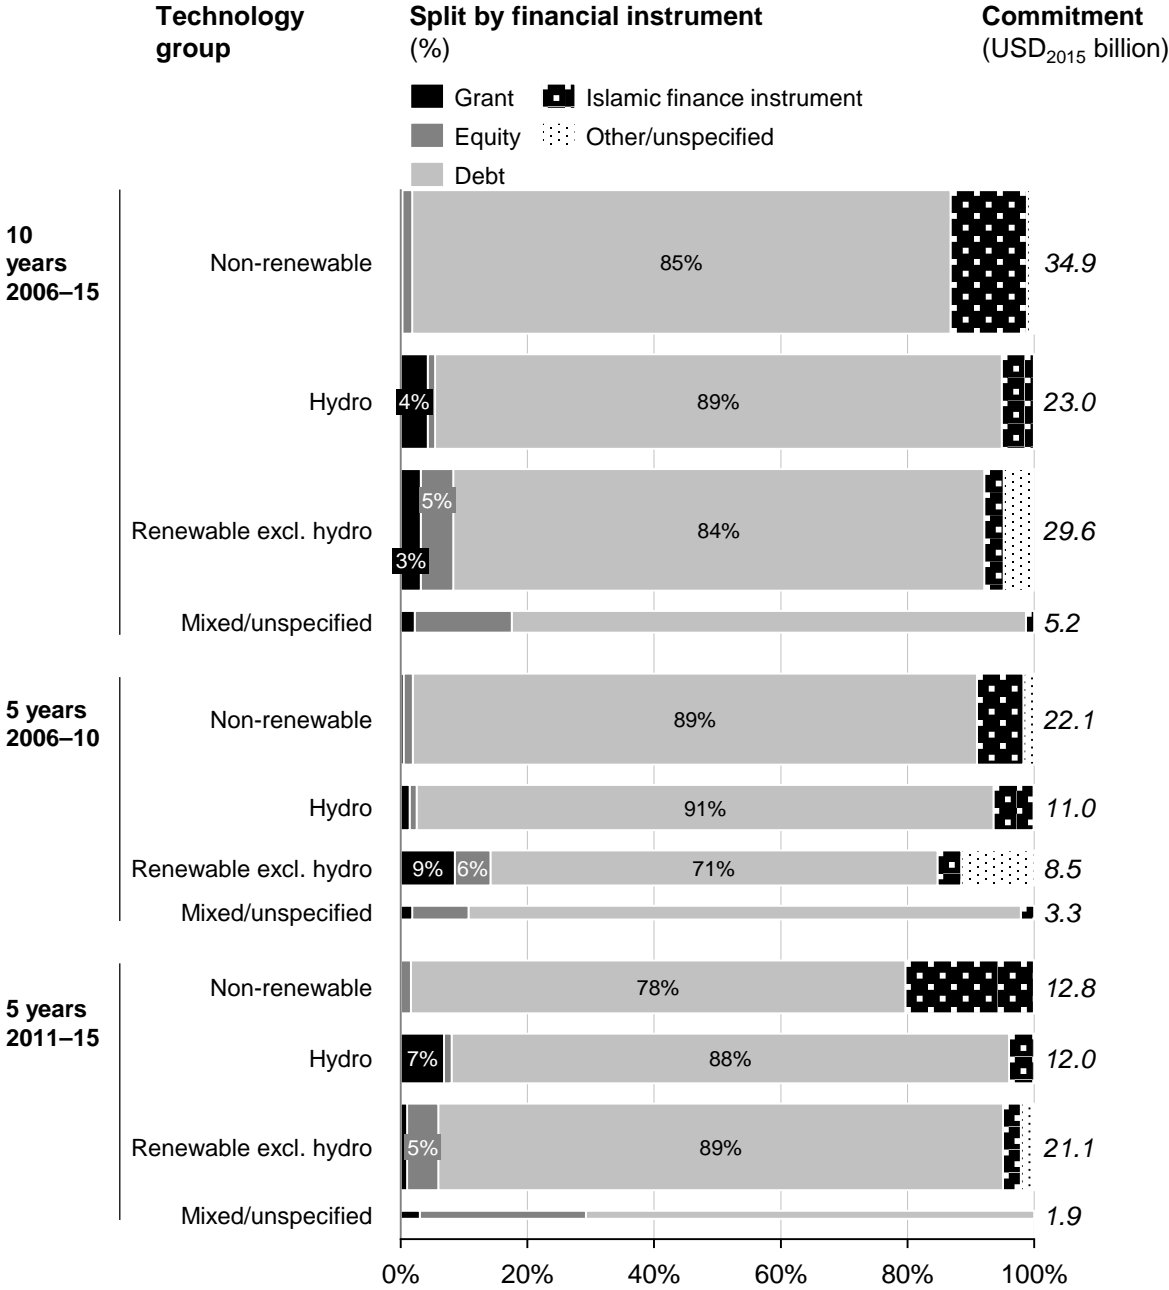 Technology
group
Split by financial instrument
(%)
Commitment
(USD2015 billion)
Grant
Islamic finance instrument
Equity
Other/unspecified
Debt
10
years
2006–15
Non-renewable 85% 34.9
Hydro 4% 89% 23.0
Renewable excl. hydro 3% 5% 84% 29.6
Mixed/unspecified 5.2
5 years
2006–10
Non-renewable 89% 22.1
Hydro 91% 11.0
Renewable excl. hydro 9% 6% 71% 8.5
Mixed/unspecified 3.3
5 years
2011–15
Non-renewable 78% 12.8
Hydro 7% 88% 12.0
Renewable excl. hydro 5% 89% 21.1
Mixed/unspecified 1.9
0% 20% 40% 60% 80% 100%